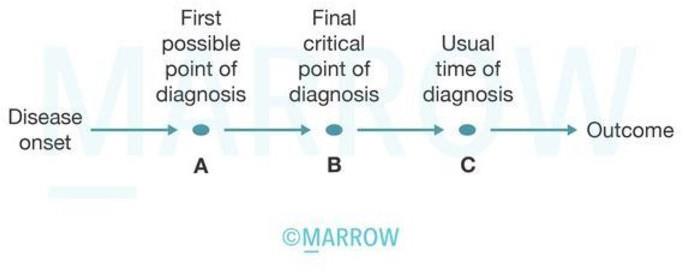 First
possible
point of
diagnosis
Final
critical
point of
diagnosis
Usual
time of
diagnosis
Disease
onset
Outcome
A
B
C
MARROW
©MARROW